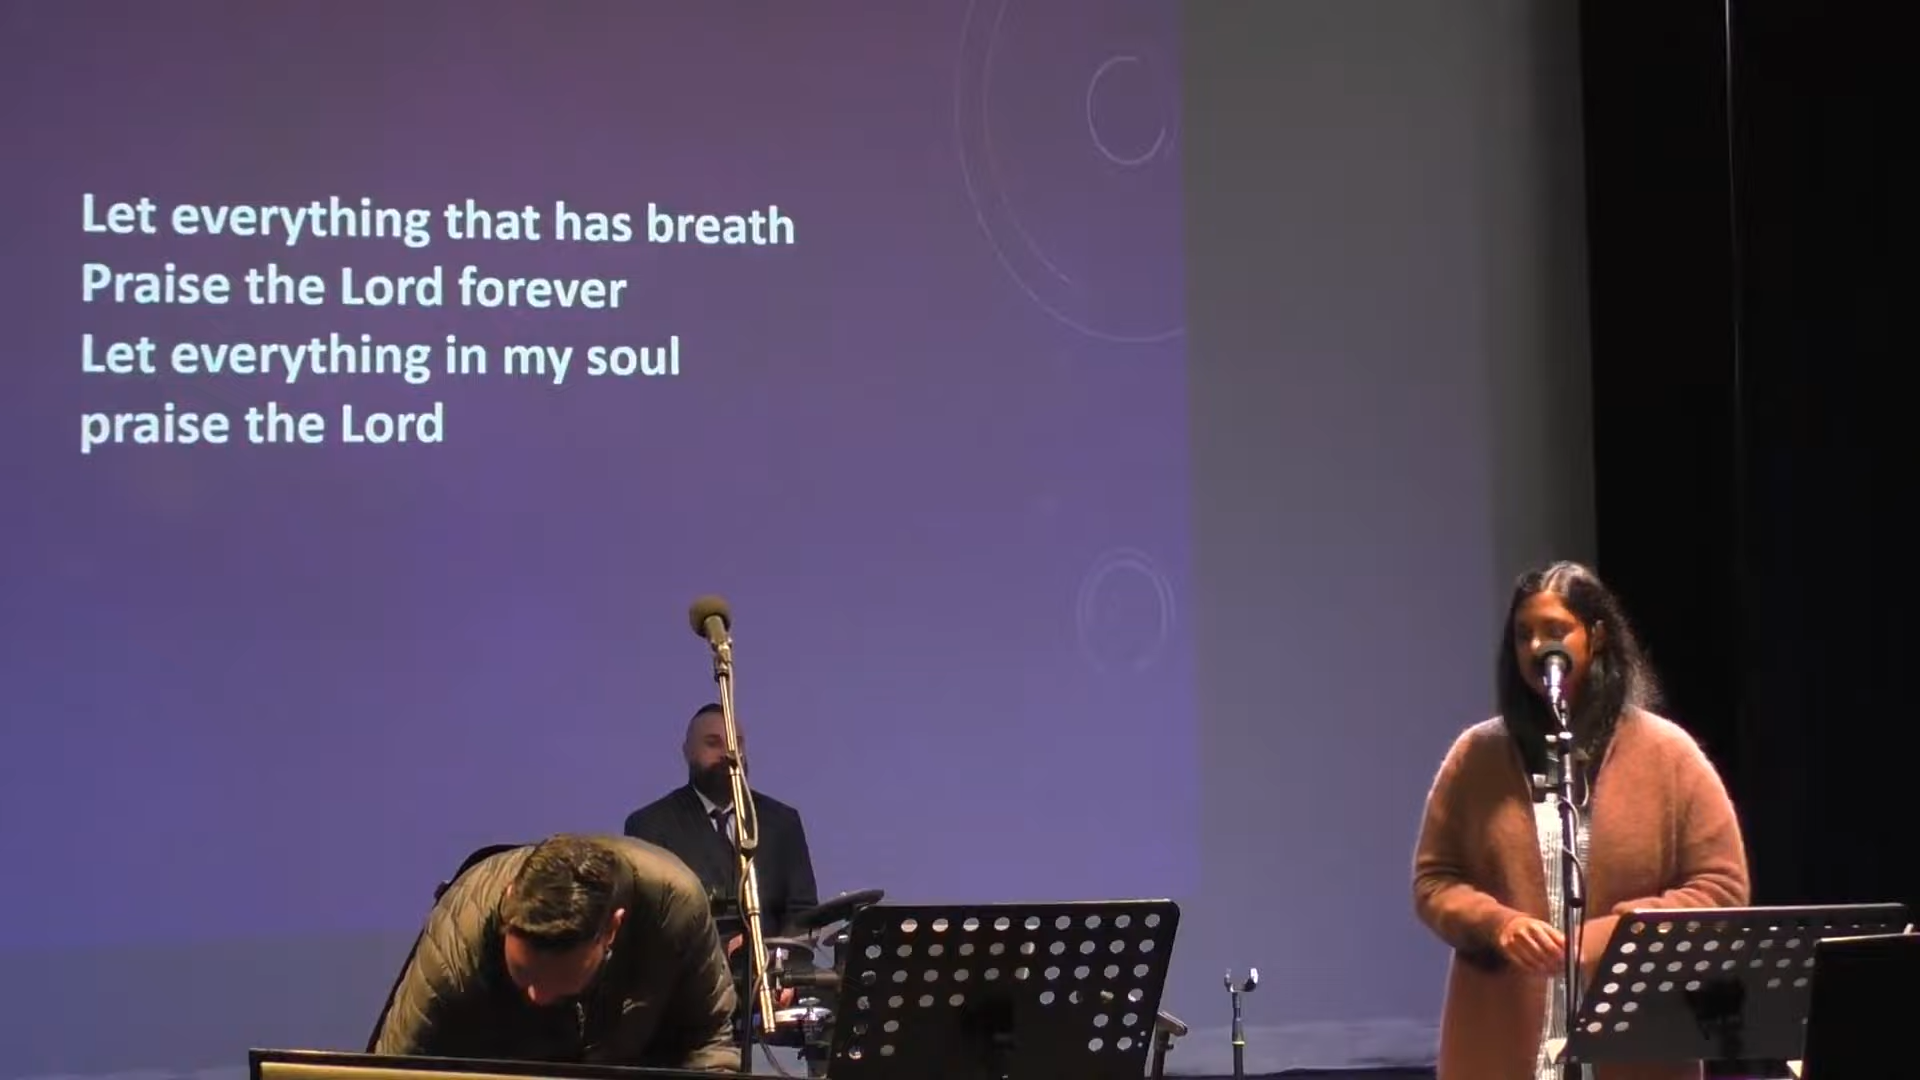 Let everything that has breath
Praise the Lord forever
Let everything in my soul
praise the Lord